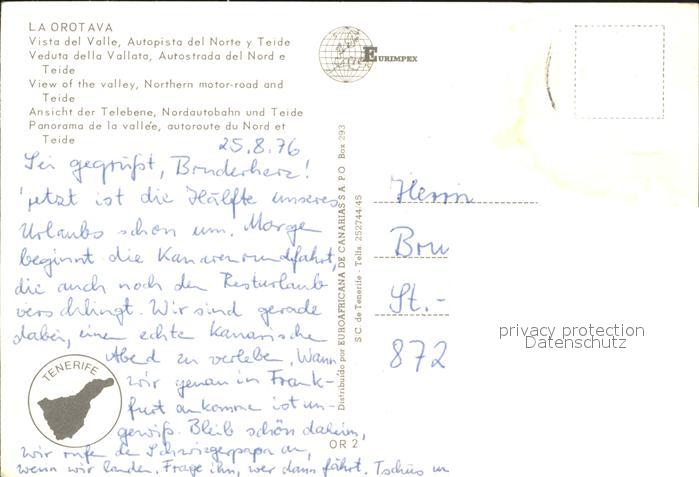 LA OROTAVA
Vista del Valle, Autopista del Norte y Teide
Veduta della Vallata, Autostrada del Nord e
Teide
View of the valley, Northern motor-road and
Teide
Ansicht der Telebene, Nordautobahn und Teide
Panorama de la vallée, autoroute du Nord et
Teide
EURIMPEX
25.8.76
Sei gegrüßt, Bruderherz!
jetzt ist die Hälfte unseres
Urlaubs schon um. Morge
beginnt die Kanarenrundfahrt,
die auch noch den Resturlaub
verschlingt. Wir sind gerade
dabei, einen echte Kanarische
Abend zu verleben. Wann
wir genau in Frank-
furt ankomme ist un-
gewiß. Bleib schön daheim,
wir rufen den Schwiegerpapa an,
wenn wir landen. Frage ihn, wer dann fährt. Tschüs
TENERIFE
Distribuido por EUROAFRICANA DE CANARIAS S A. P O Box 293
S C. de Tenerife - Telfs. 252744-45
OR 2
Herrn
Bru
St.-
872
privacy protection
Datenschutz